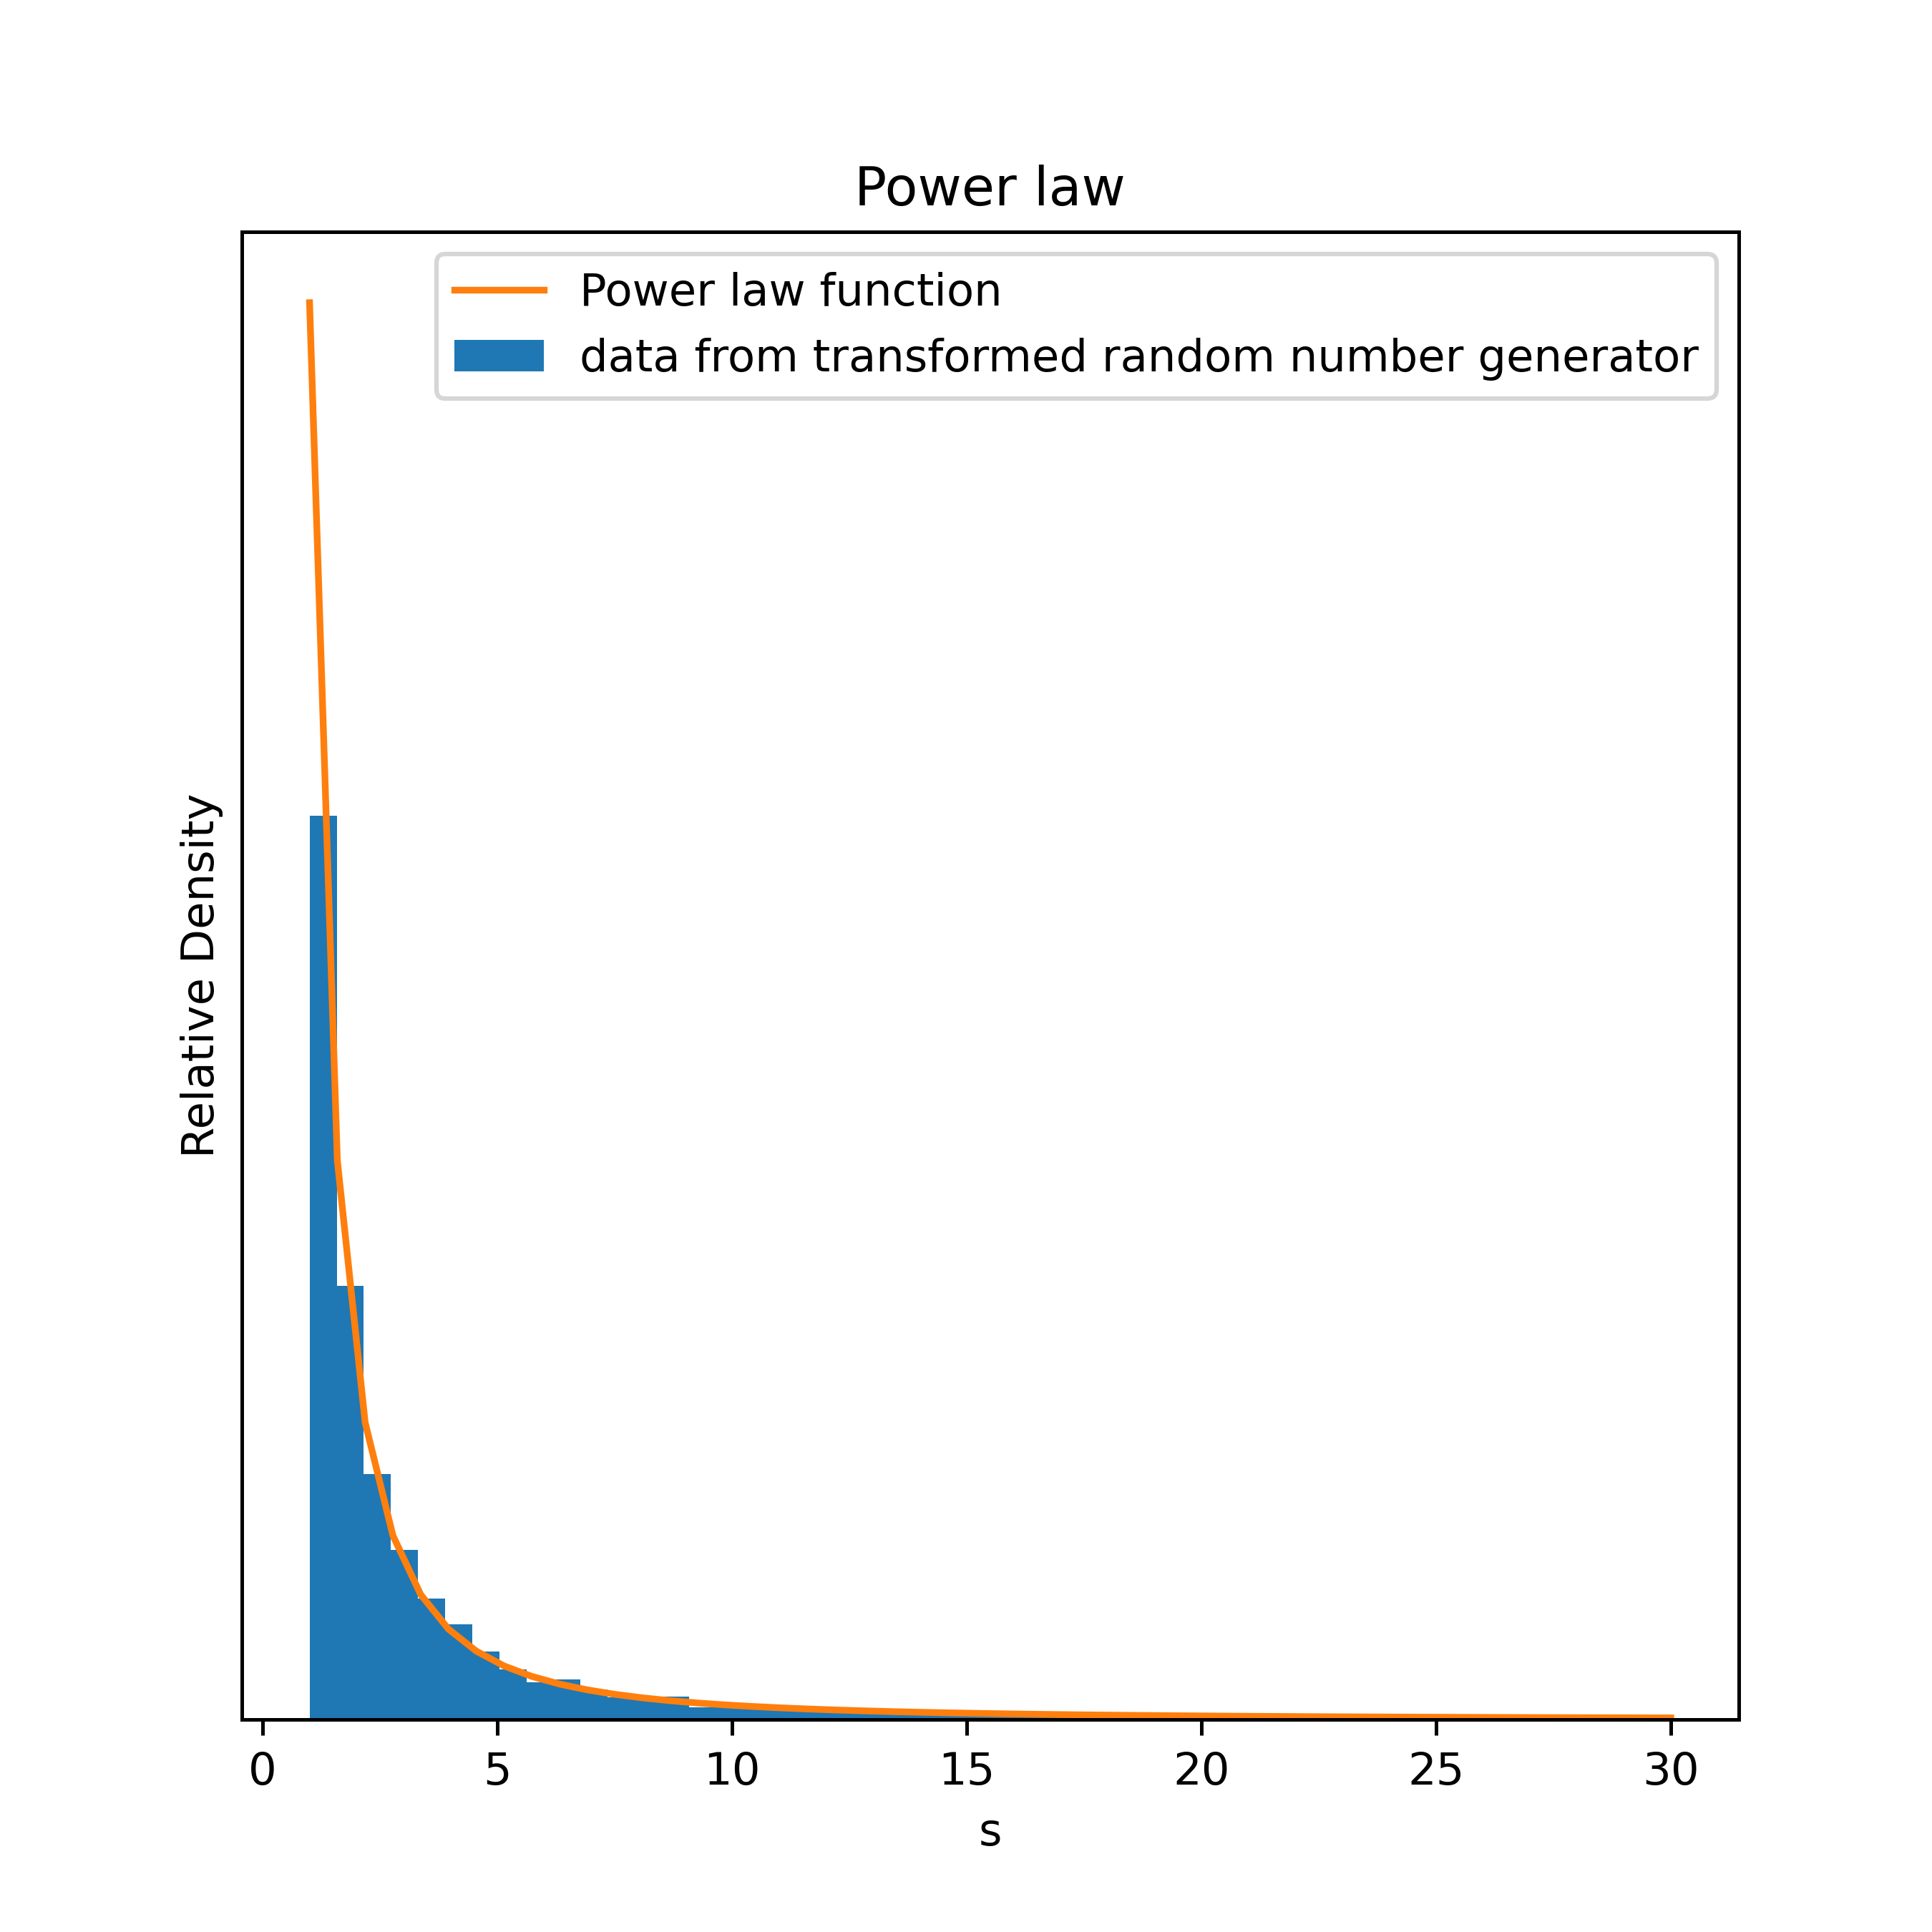 Power law
Power law function
data from transformed random number generator
Relative Density
0 5 10 15 20 25 30
s